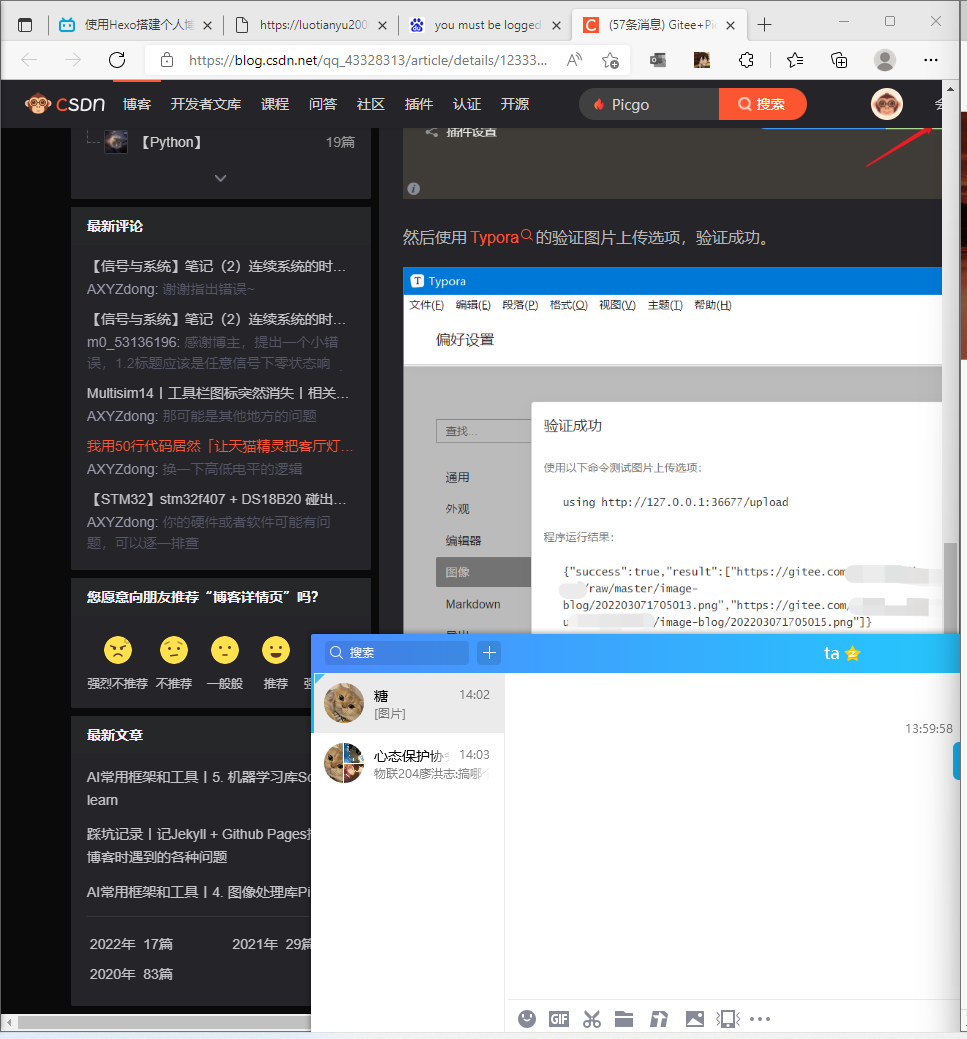 使用Hexo搭建个人博
https://luotianyu200
you must be logged
(57条消息) Gitee+Pic
https://blog.csdn.net/qq_43328313/article/details/12333...
CSDN 博客 开发者文库 课程 问答 社区 插件 认证 开源 Picgo 搜索
【Python】 19篇
最新评论
【信号与系统】笔记（2）连续系统的时...
AXYZdong: 谢谢指出错误~
【信号与系统】笔记（2）连续系统的时...
m0_53136196: 感谢博主，提出一个小错
误，1.2标题应该是任意信号下零状态响
Multisim14丨工具栏图标突然消失丨相关...
AXYZdong: 那可能是其他地方的问题
我用50行代码居然「让天猫精灵把客厅灯...
AXYZdong: 换一下高低电平的逻辑
【STM32】stm32f407 + DS18B20 碰出...
AXYZdong: 你的硬件或者软件可能有问
题，可以逐一排查
您愿意向朋友推荐“博客详情页”吗？
强烈不推荐 不推荐 一般般 推荐 强
最新文章
AI常用框架和工具丨5. 机器学习库Sc
learn
踩坑记录丨记Jekyll + Github Pages搭
博客时遇到的各种问题
AI常用框架和工具丨4. 图像处理库Pi
2022年 17篇 2021年 29篇
2020年 83篇
插件设置
然后使用 Typora 的验证图片上传选项，验证成功。
Typora
文件(F) 编辑(E) 段落(P) 格式(O) 视图(V) 主题(T) 帮助(H)
偏好设置
查找...
通用
外观
编辑器
图像
Markdown
验证成功
使用以下命令测试图片上传选项：
using http://127.0.0.1:36677/upload
程序运行结果：
{"success":true,"result":["https://gitee.com
/raw/master/image-
blog/202203071705013.png","https://gitee.com/
u /image-blog/202203071705015.png"]}
搜索
ta
糖 14:02
[图片]
心态保护协会 14:03
物联204廖洪志:搞哪个
13:59:58
GIF